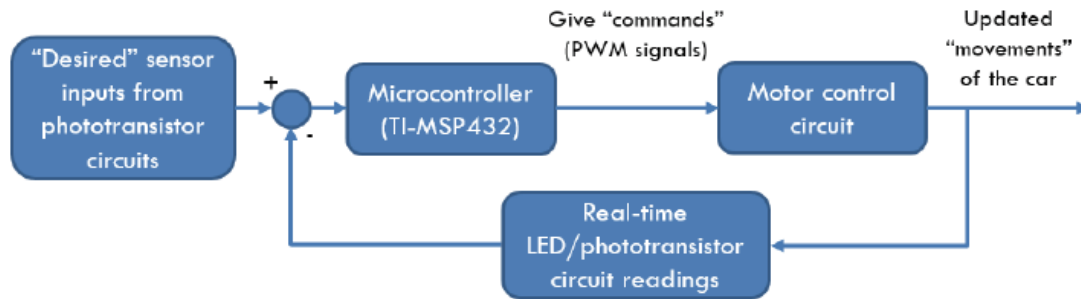 “Desired” sensor
inputs from
phototransistor
circuits
+
-
Microcontroller
(TI-MSP432)
Give “commands”
(PWM signals)
Motor control
circuit
Updated
“movements”
of the car
Real-time
LED/phototransistor
circuit readings